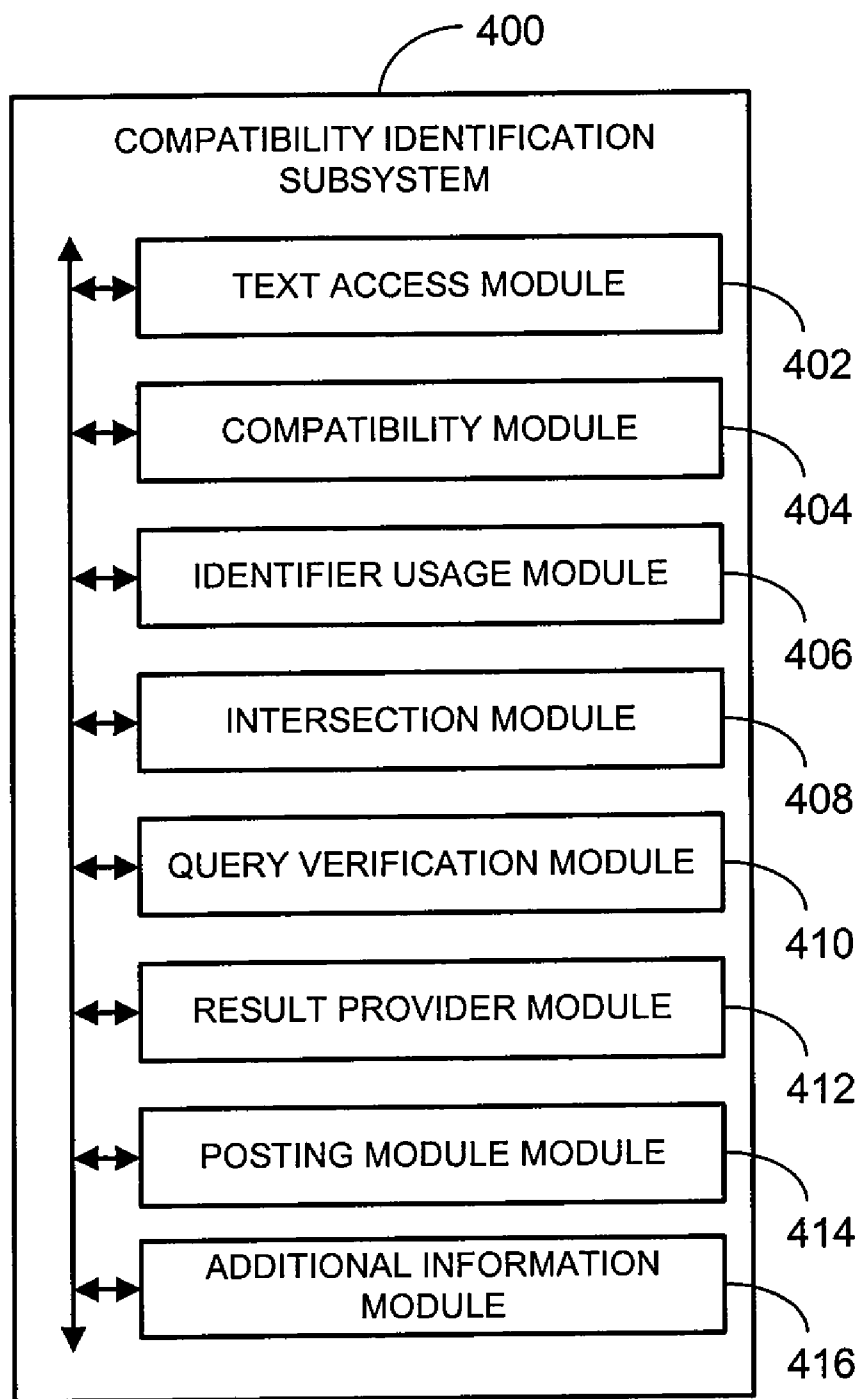 400
COMPATIBILITY IDENTIFICATION
SUBSYSTEM
TEXT ACCESS MODULE
402
COMPATIBILITY MODULE
404
IDENTIFIER USAGE MODULE
406
INTERSECTION MODULE
408
QUERY VERIFICATION MODULE
410
RESULT PROVIDER MODULE
412
POSTING MODULE MODULE
414
ADDITIONAL INFORMATION
MODULE
416